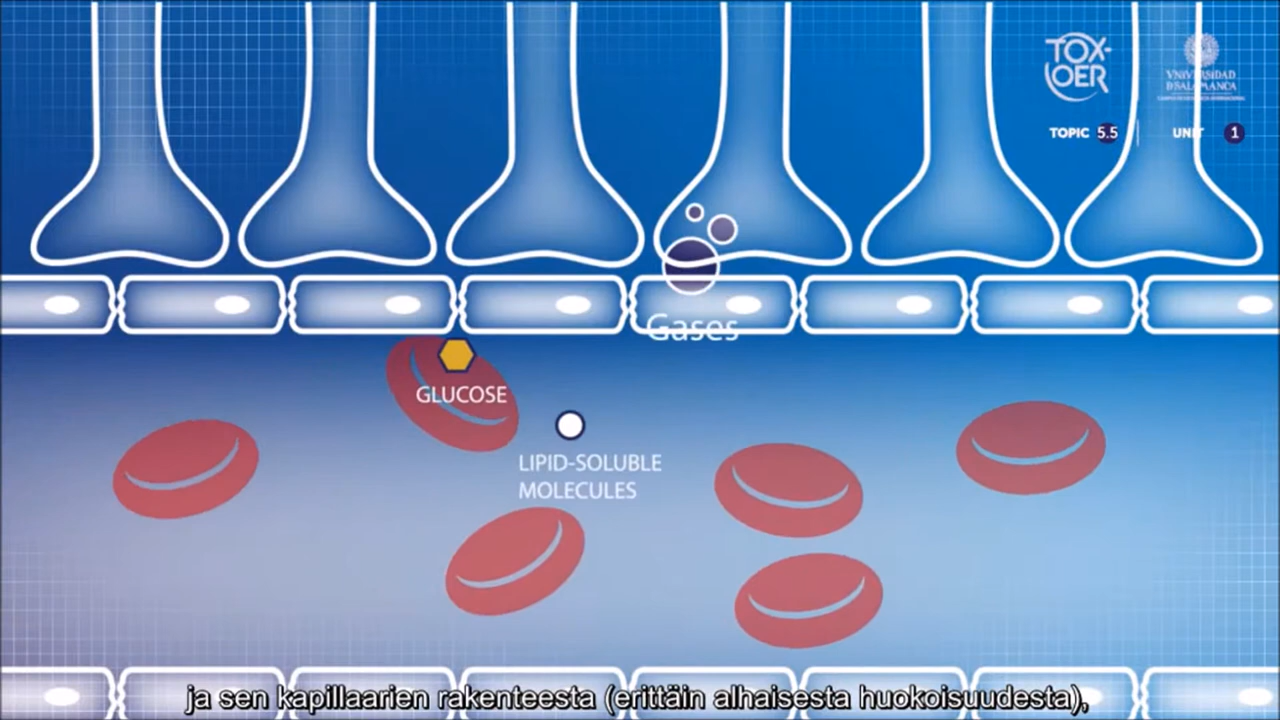 TOX-
OER
VNIVERSIDAD
D SALAMANCA
TOPIC 5.5
UNIT 1
Gases
GLUCOSE
LIPID-SOLUBLE
MOLECULES
ja sen kapillaarien rakenteesta (erittäin alhaisesta huokoisuudesta),